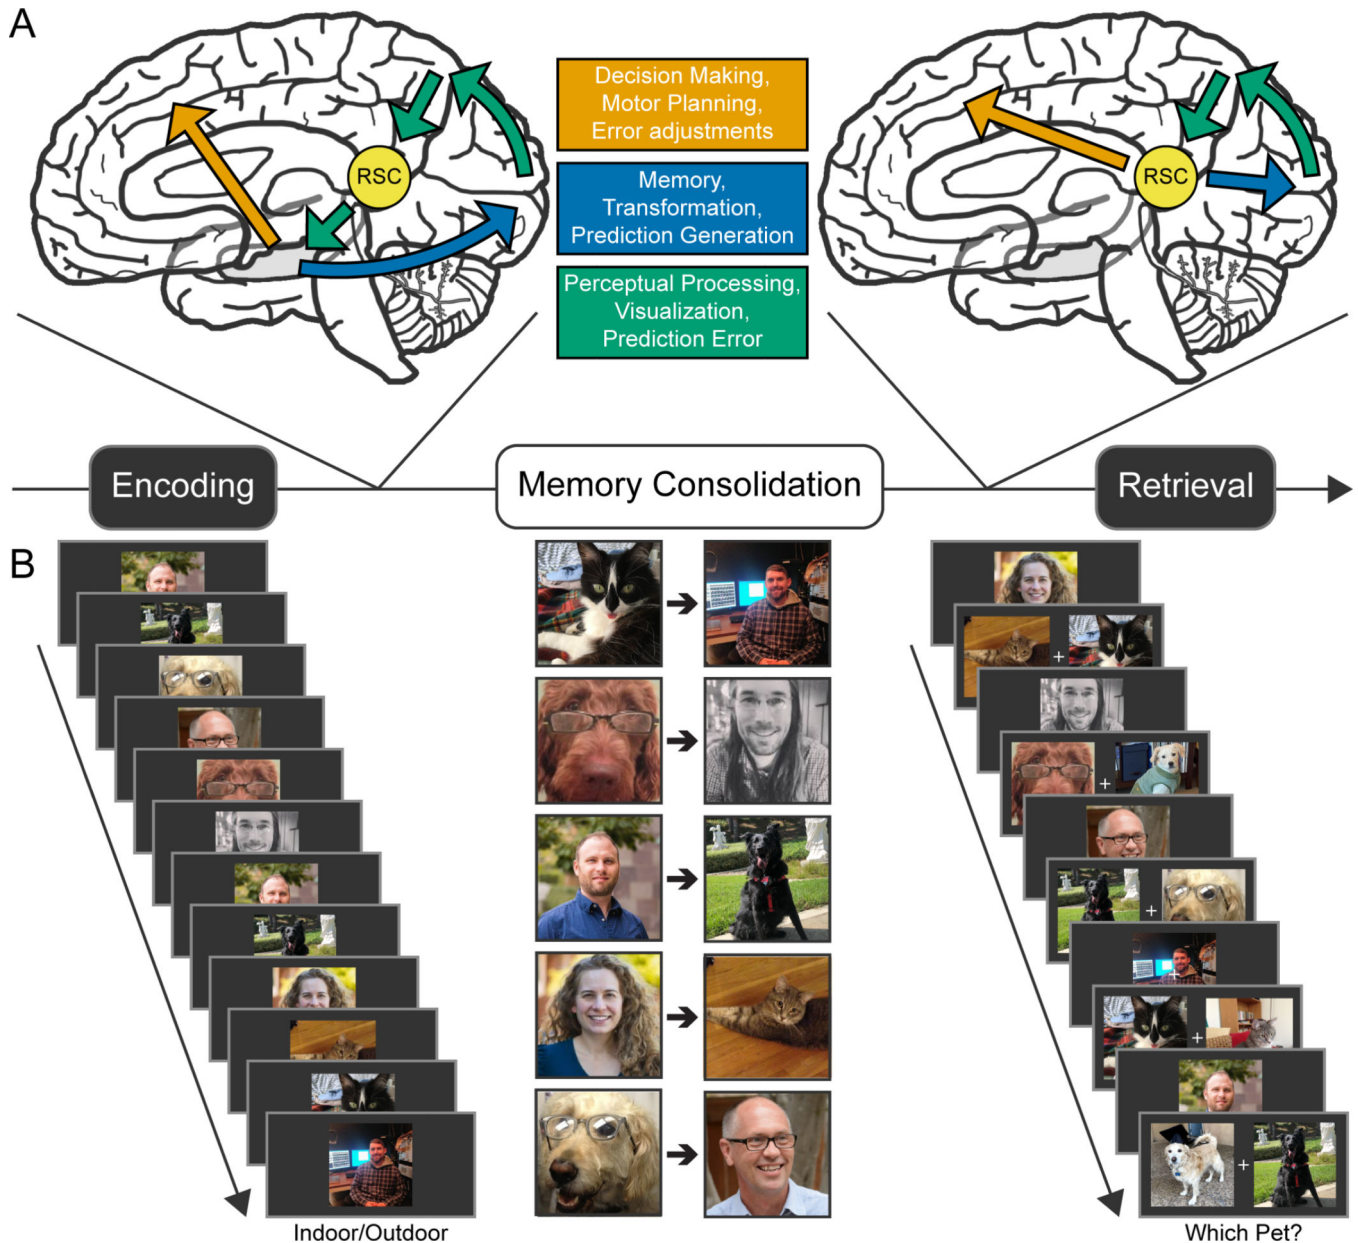 A
Decision Making,
Motor Planning,
Error adjustments
RSC
Memory,
Transformation,
Prediction Generation
RSC
Perceptual Processing,
Visualization,
Prediction Error
Encoding
Memory Consolidation
Retrieval
B
Indoor/Outdoor
Which Pet?